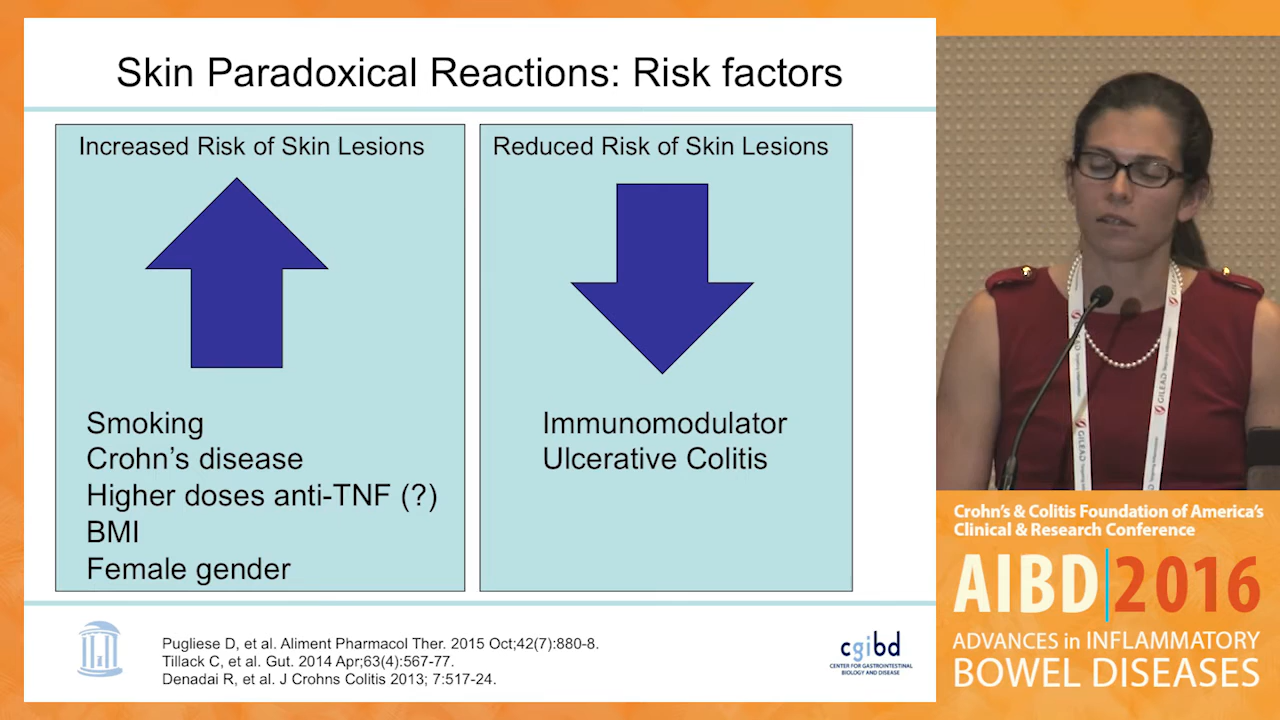 Skin Paradoxical Reactions: Risk factors
Increased Risk of Skin Lesions
Smoking
Crohn's disease
Higher doses anti-TNF (?)
BMI
Female gender
Reduced Risk of Skin Lesions
Immunomodulator
Ulcerative Colitis
Pugliese D, et al. Aliment Pharmacol Ther. 2015 Oct;42(7):880-8.
Tillack C, et al. Gut. 2014 Apr;63(4):567-77.
Denadai R, et al. J Crohns Colitis 2013; 7:517-24.
cgibd
CENTER FOR GASTROINTESTINAL
BIOLOGY AND DISEASE
GILEAD
GILEAD
GILEAD
Crohn's & Colitis Foundation of America's
Clinical & Research Conference
AIBD|2016
ADVANCES in INFLAMMATORY
BOWEL DISEASES